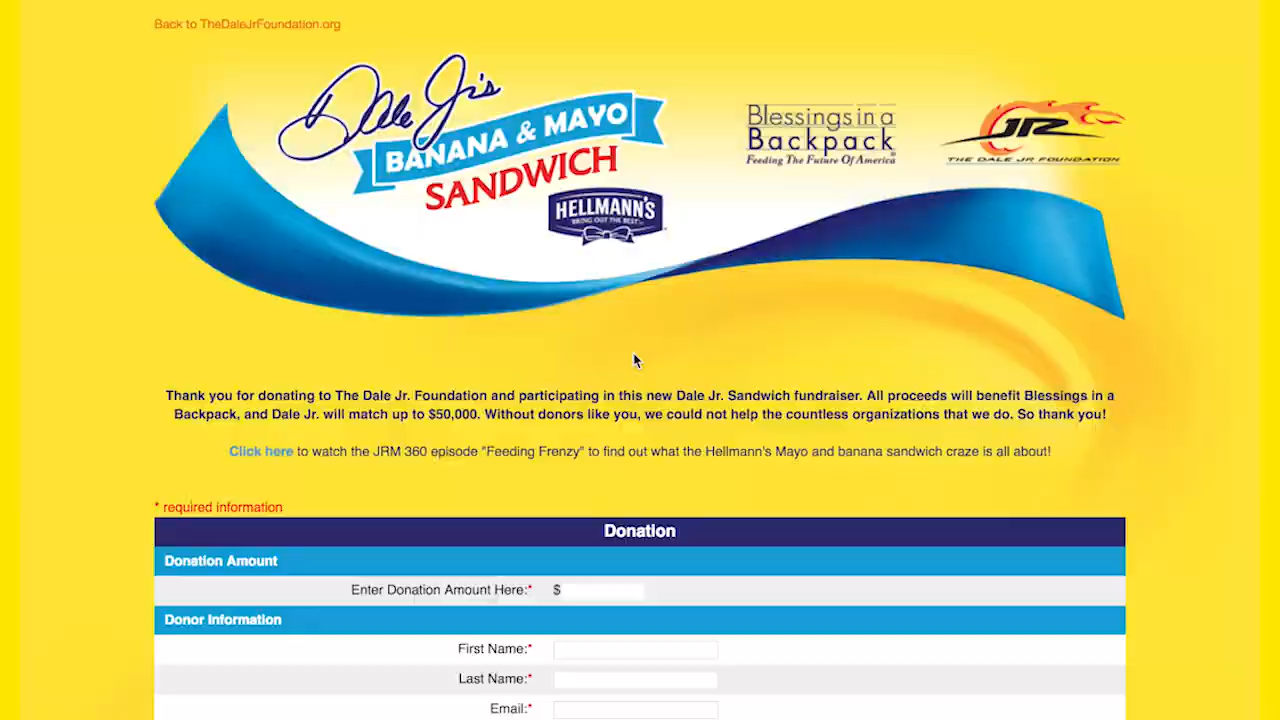 Back to TheDaleJrFoundation.org
Dale Jr's
BANANA & MAYO
SANDWICH
HELLMANN'S
"BRING OUT THE BEST"
Blessings in a
Backpack
Feeding The Future Of America
JR
THE DALE JR FOUNDATION
Thank you for donating to The Dale Jr. Foundation and participating in this new Dale Jr. Sandwich fundraiser. All proceeds will benefit Blessings in a
Backpack, and Dale Jr. will match up to $50,000. Without donors like you, we could not help the countless organizations that we do. So thank you!
Click here to watch the JRM 360 episode "Feeding Frenzy" to find out what the Hellmann's Mayo and banana sandwich craze is all about!
* required information
Donation
Donation Amount
Enter Donation Amount Here:* $
Donor Information
First Name:*
Last Name:*
Email:*